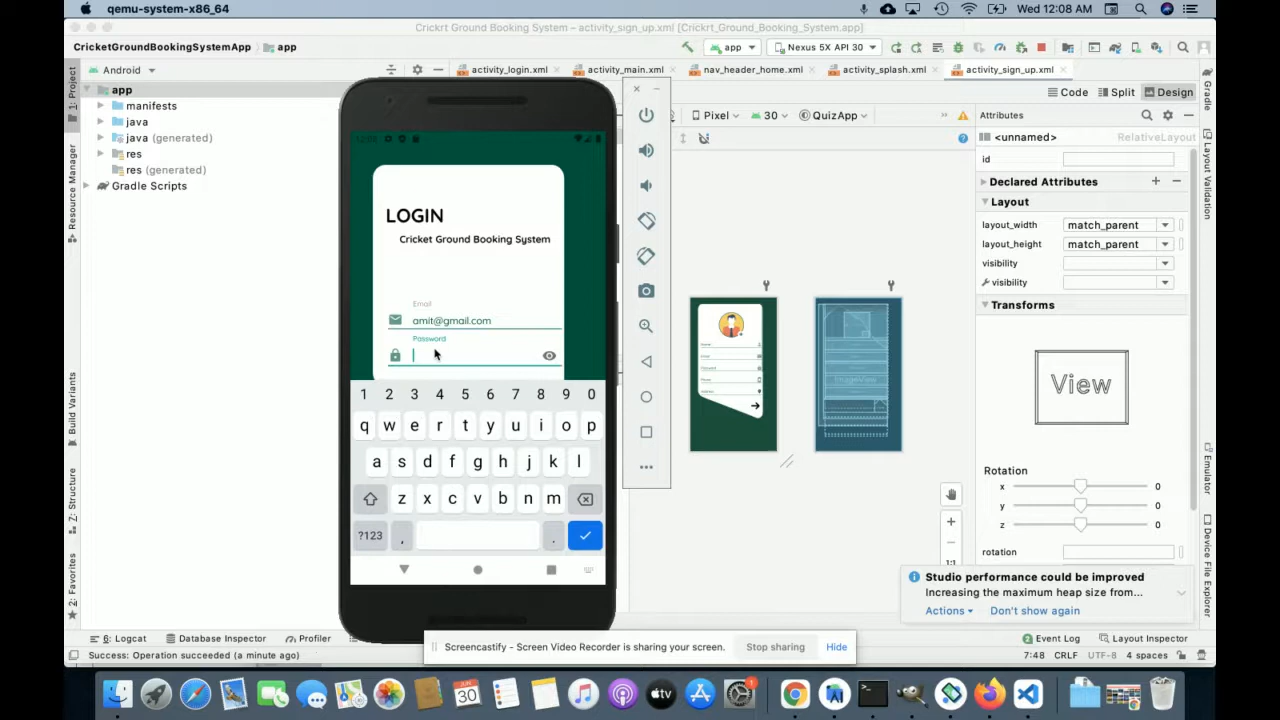 qemu-system-x86_64
Wed 12:08 AM
Crickrt Ground Booking System – activity_sign_up.xml [Crickrt_Ground_Booking_System.app]
CricketGroundBookingSystemApp
app
app
Nexus 5X API 30
Android
activity_login.xml
activity_main.xml
nav_header_home.xml
activity_splash.xml
activity_sign_up.xml
Code
Split
Design
1: Project
Resource Manager
Build Variants
7: Structure
2: Favorites
app
manifests
java
java (generated)
res
res (generated)
Gradle Scripts
Pixel
30
QuizApp
LOGIN
Cricket Ground Booking System
Email
amit@gmail.com
Password
1 2 3 4 5 6 7 8 9 0
q w e r t y u i o p
a s d f g h j k l
z x c v b n m
?123 , .
ImageView
1:1
Attributes
<unnamed>
RelativeLayout
id
Declared Attributes
Layout
layout_width
match_parent
layout_height
match_parent
visibility
visibility
Transforms
View
Rotation
x 0
y 0
z 0
rotation
Gradle
Layout Validation
Emulator
Device File Explorer
Studio performance could be improved
Increasing the maximum heap size from...
Actions
Don't show again
6: Logcat
Database Inspector
Profiler
Event Log
Layout Inspector
Success: Operation succeeded (a minute ago)
7:48 CRLF UTF-8 4 spaces
Screencastify - Screen Video Recorder is sharing your screen.
Stop sharing
Hide
JUN
30
tv
1